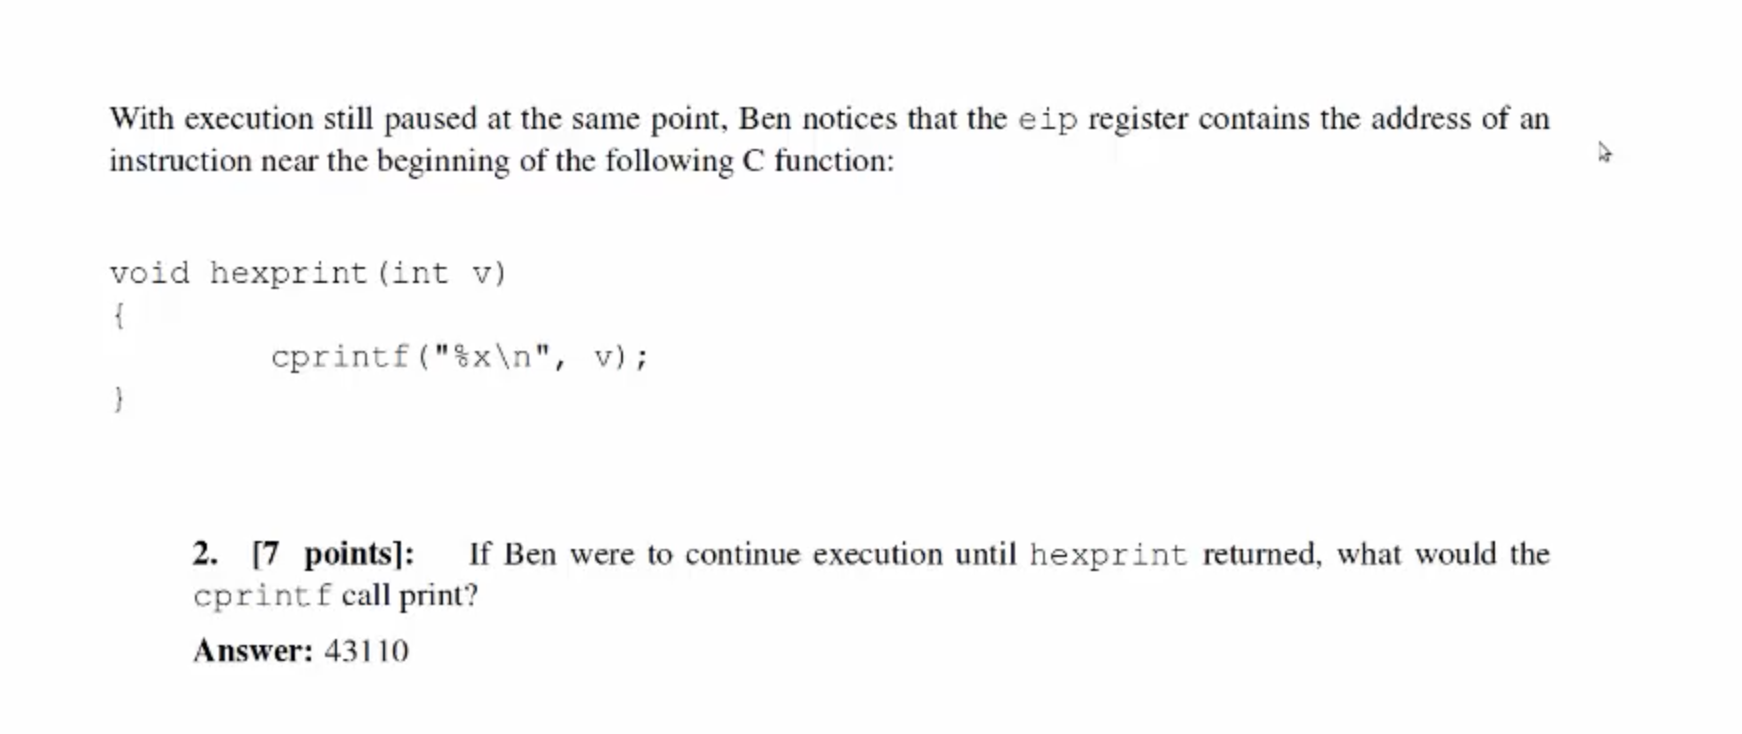 With execution still paused at the same point, Ben notices that the eip register contains the address of an
instruction near the beginning of the following C function:
void hexprint(int v)
{
cprintf("%x\n", v);
}
2. [7 points]: If Ben were to continue execution until hexprint returned, what would the
cprintf call print?
Answer: 43110